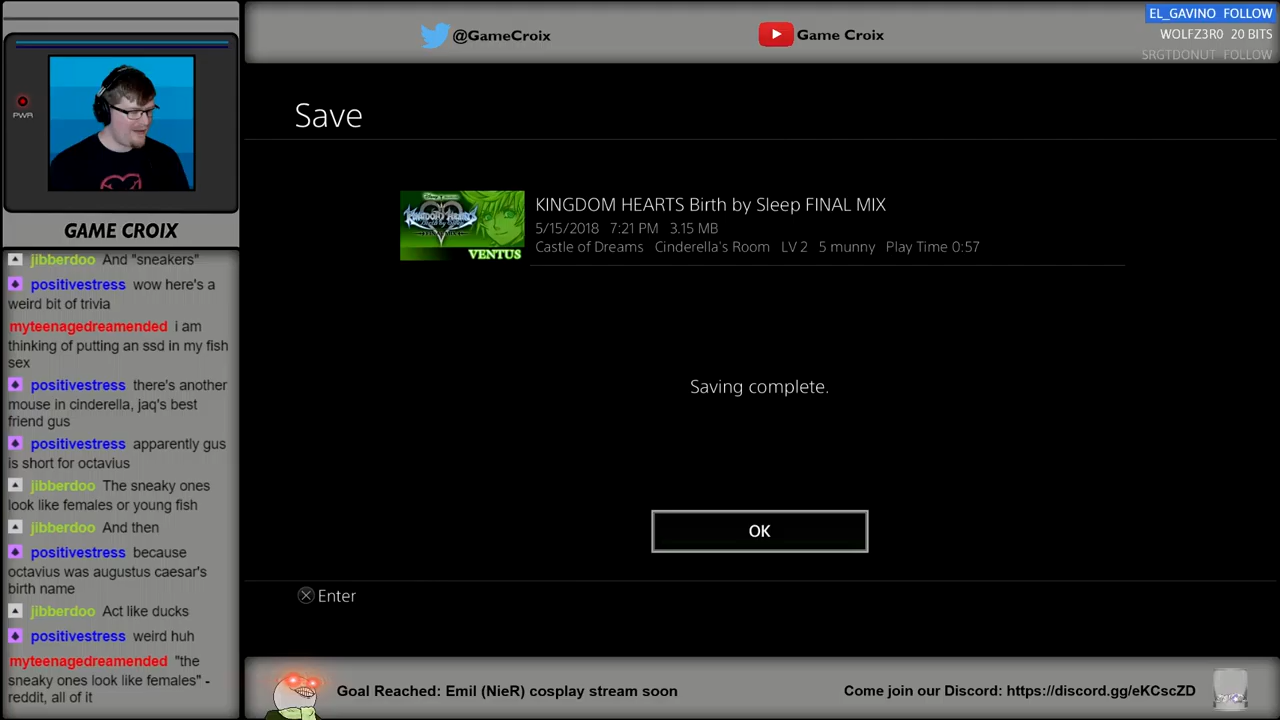 @GameCroix
Game Croix
EL_GAVINO FOLLOW
WOLFZ3R0 20 BITS
SRGTDONUT FOLLOW
PWR
GAME CROIX
jibberdoo And "sneakers"
positivestress wow here's a
weird bit of trivia
myteenagedreamended i am
thinking of putting an ssd in my fish
sex
positivestress there's another
mouse in cinderella, jaq's best
friend gus
positivestress apparently gus
is short for octavius
jibberdoo The sneaky ones
look like females or young fish
jibberdoo And then
positivestress because
octavius was augustus caesar's
birth name
jibberdoo Act like ducks
positivestress weird huh
myteenagedreamended "the
sneaky ones look like females" -
reddit, all of it
Save
KINGDOM HEARTS
VENTUS
KINGDOM HEARTS Birth by Sleep FINAL MIX
5/15/2018 7:21 PM 3.15 MB
Castle of Dreams Cinderella's Room LV 2 5 munny Play Time 0:57
Saving complete.
OK
Enter
Goal Reached: Emil (NieR) cosplay stream soon
Come join our Discord: https://discord.gg/eKCscZD